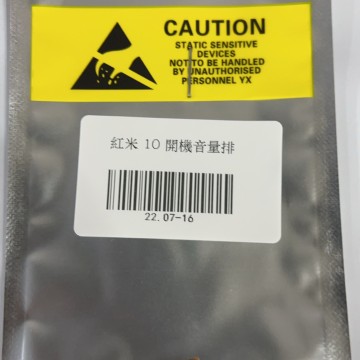 CAUTION
STATIC SENSITIVE
DEVICES
NOT TO BE HANDLED
BY UNAUTHORISED
PERSONNEL YX
紅米 10 開機音量排
22.07-16